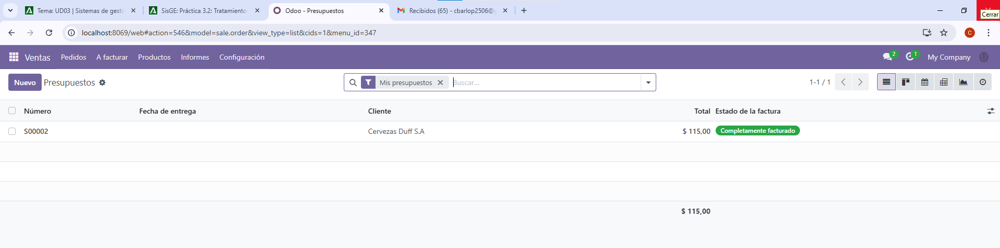 Tema: UD03 | Sistemas de gesti
SisGE: Práctica 3.2: Tratamiento
Odoo - Presupuestos
Recibidos (65) - cbarlop2506@g
Cerrar
localhost:8069/web#action=546&model=sale.order&view_type=list&cids=1&menu_id=347
C
Ventas Pedidos A facturar Productos Informes Configuración 2 1 My Company
Nuevo Presupuestos Mis presupuestos Buscar... 1-1 / 1
Número Fecha de entrega Cliente Total Estado de la factura
S00002 Cervezas Duff S.A $ 115,00 Completamente facturado
$ 115,00